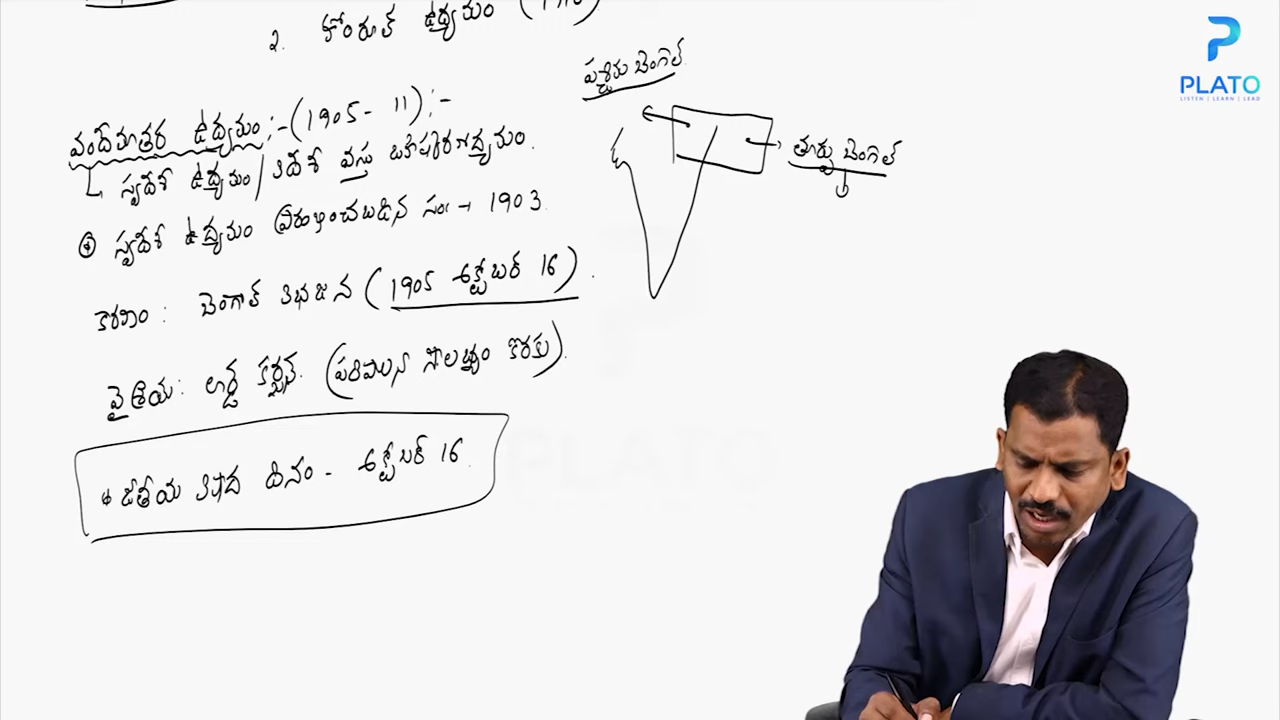 2. హోంరూల్ ఉద్యమం (1916)
పశ్చిమ బెంగాల్
వందేమాతర ఉద్యమం :- (1905 - 11) :-
స్వదేశీ ఉద్యమం / విదేశీ వస్తు బహిష్కరణోద్యమం.
తూర్పు బెంగాల్
స్వదేశీ ఉద్యమం ప్రారంభించబడిన సం॥ → 1903.
కారణం : బెంగాల్ విభజన (1905 అక్టోబర్ 16).
వైశ్రాయ : లార్డ్ కర్జన్. (పరిపాలన సౌలభ్యం కొరకు).
* జాతీయ విషాద దినం - అక్టోబర్ 16.
PLATO
LISTEN | LEARN | LEAD
PLATO